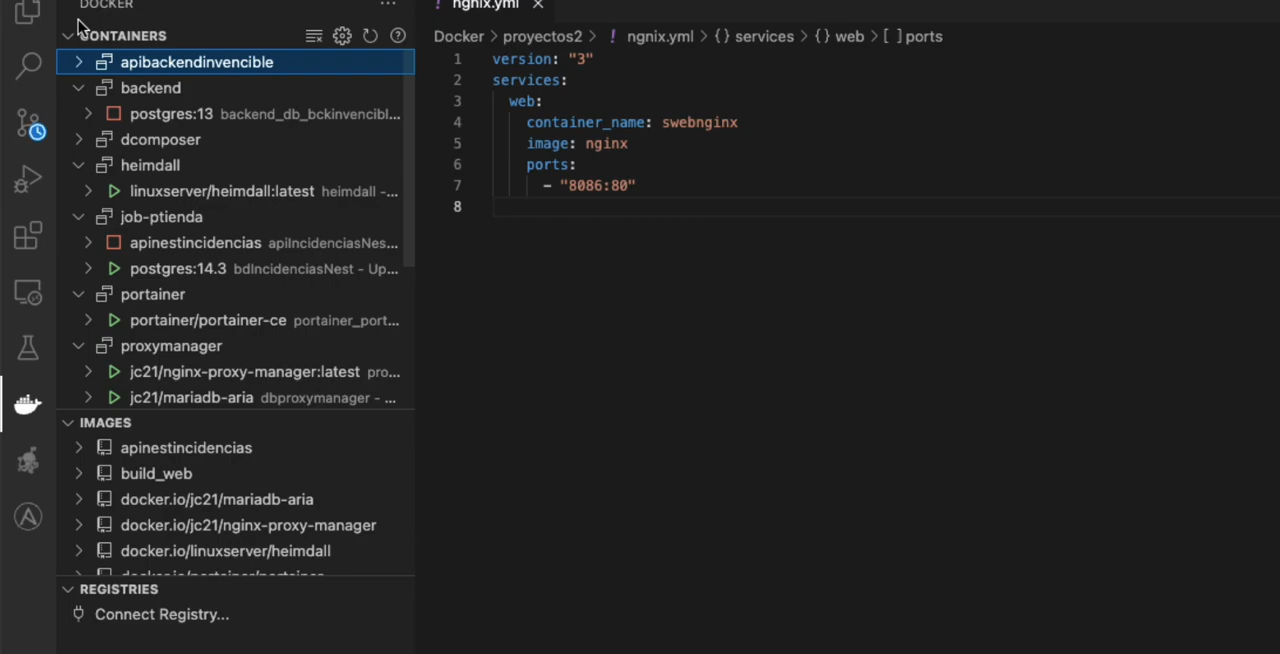 DOCKER
CONTAINERS
apibackendinvencible
backend
postgres:13 backend_db_bckinvencibl...
dcomposer
heimdall
linuxserver/heimdall:latest heimdall -...
job-ptienda
apinestincidencias apiIncidenciasNes...
postgres:14.3 bdIncidenciasNest - Up...
portainer
portainer/portainer-ce portainer_port...
proxymanager
jc21/nginx-proxy-manager:latest pro...
jc21/mariadb-aria dbproxymanager - ...
IMAGES
apinestincidencias
build_web
docker.io/jc21/mariadb-aria
docker.io/jc21/nginx-proxy-manager
docker.io/linuxserver/heimdall
REGISTRIES
Connect Registry...
! ngnix.yml ×
Docker > proyectos2 > ! ngnix.yml > {} services > {} web > [ ] ports
1 version: "3"
2 services:
3 web:
4 container_name: swebnginx
5 image: nginx
6 ports:
7 - "8086:80"
8